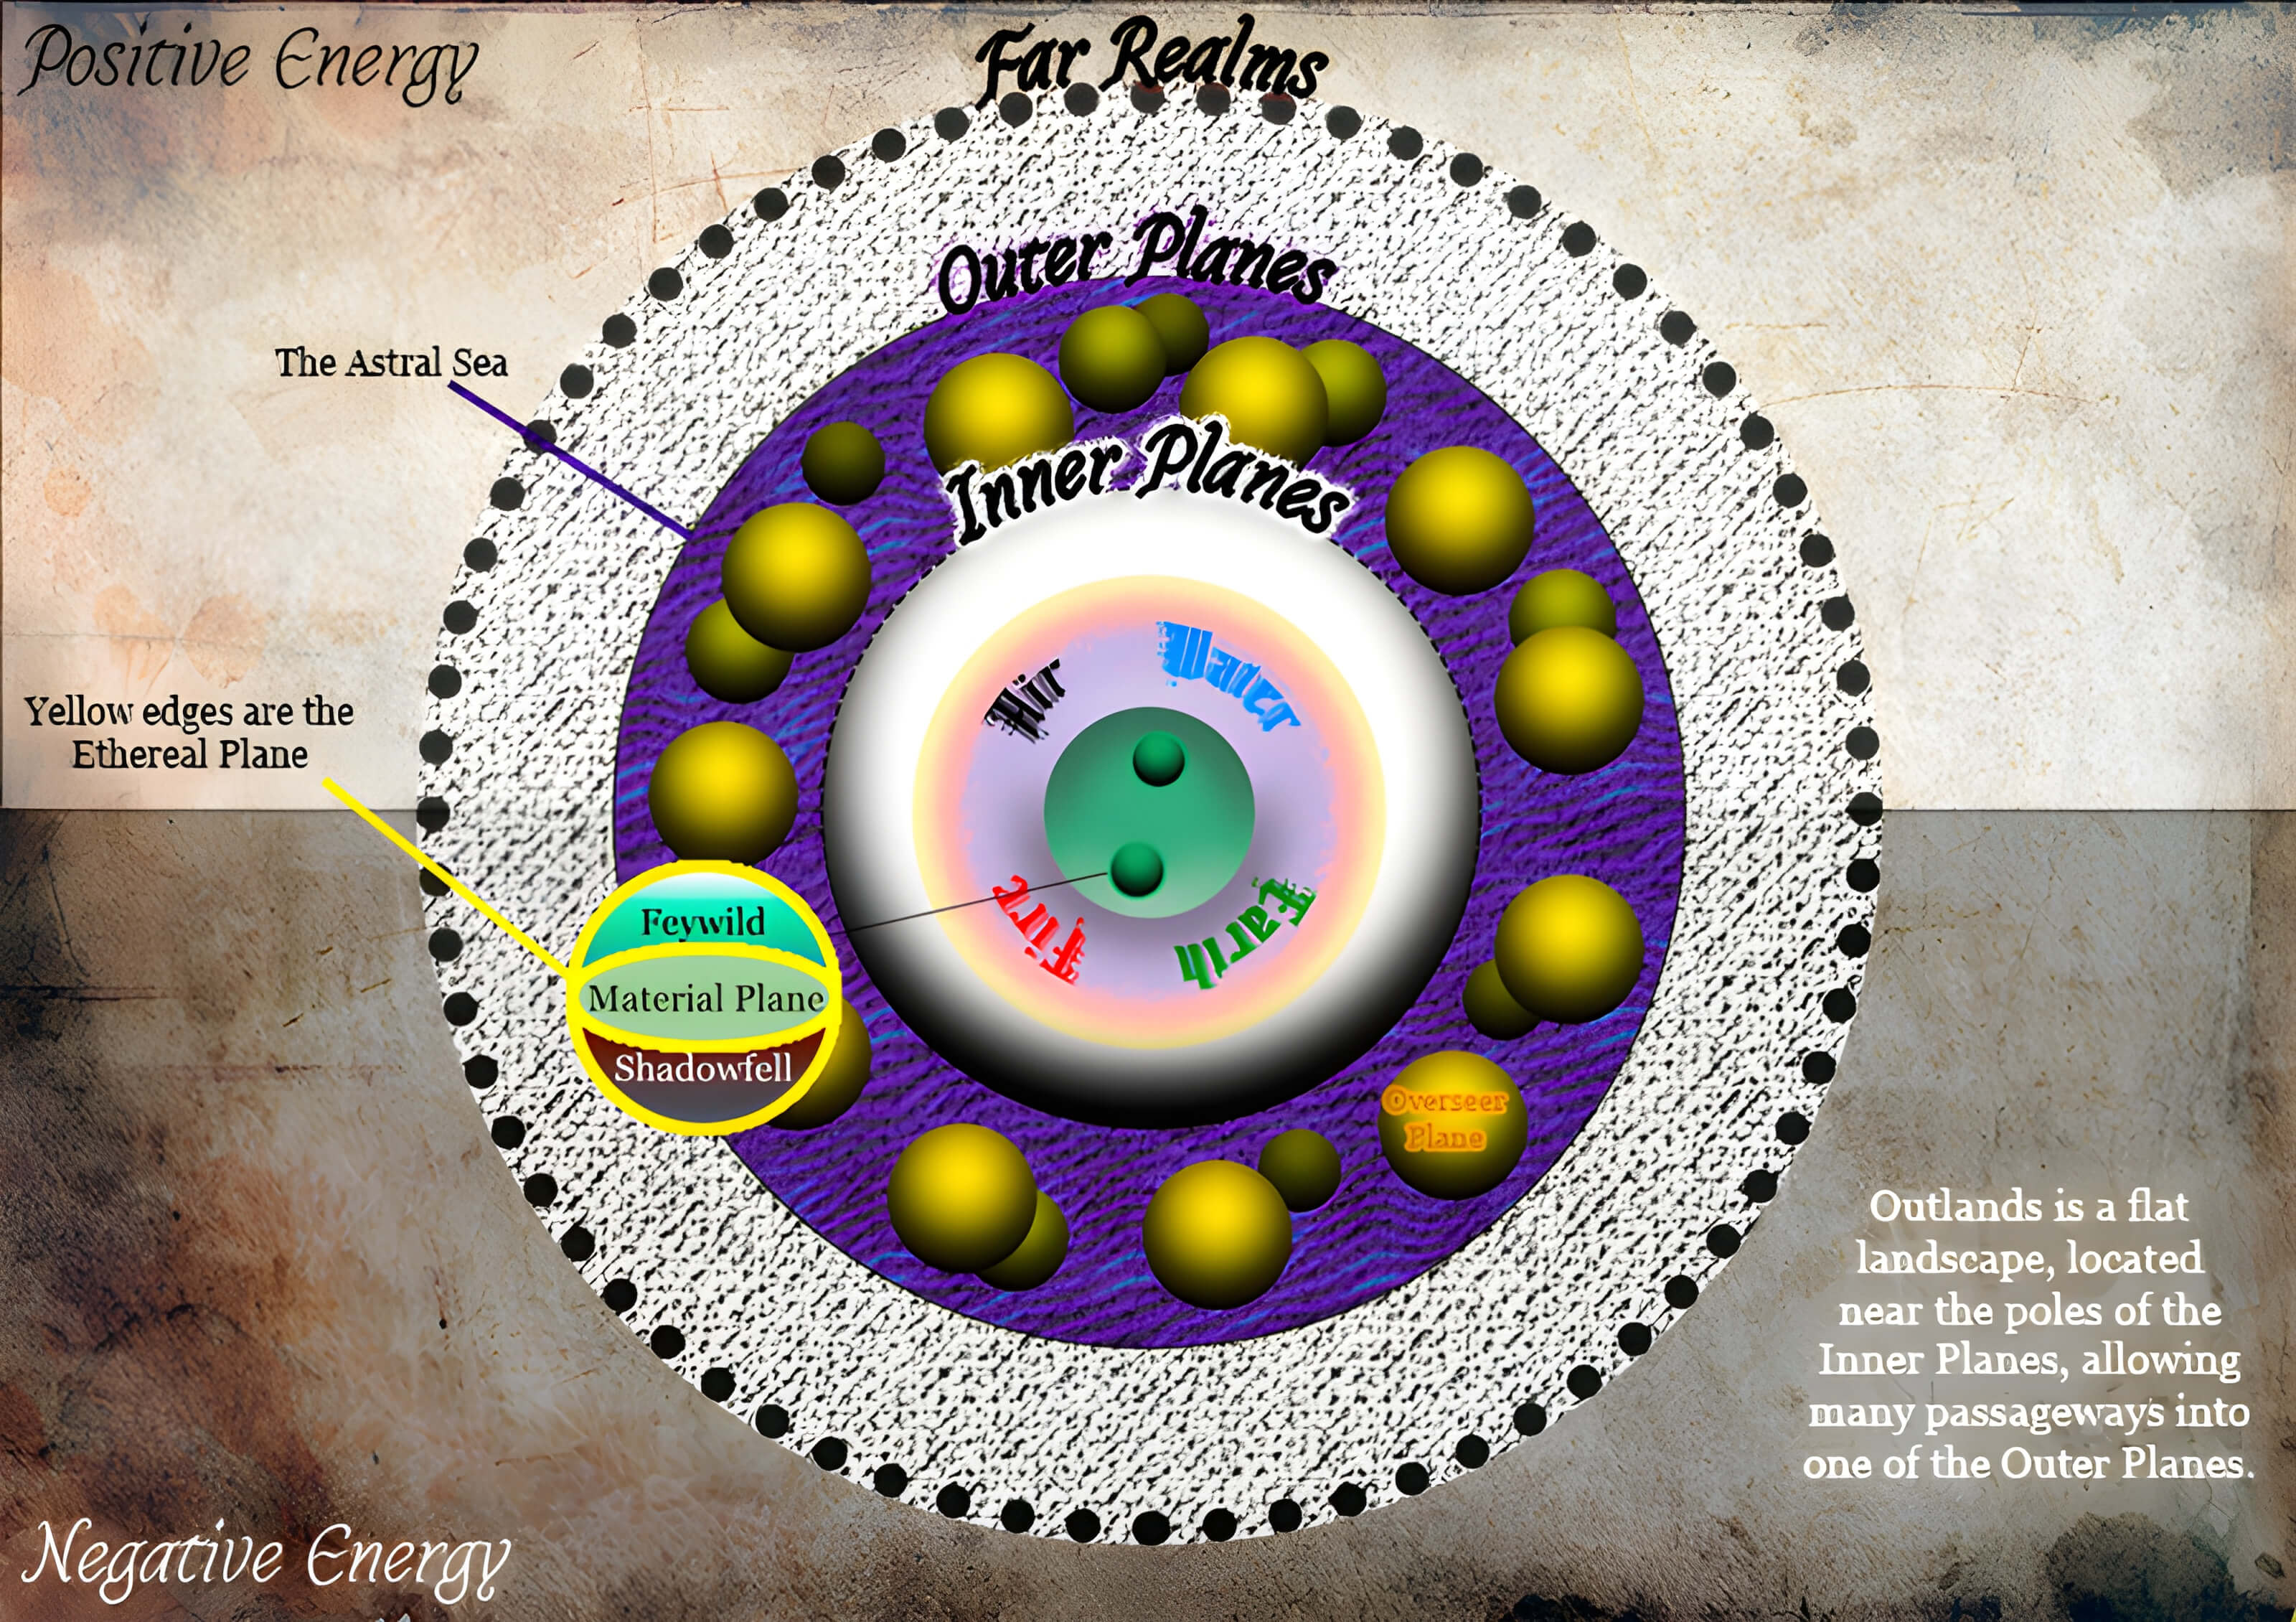 Positive Energy
Far Realms
Outer Planes
The Astral Sea
Inner Planes
Air
Water
Yellow edges are the
Ethereal Plane
Feywild
Material Plane
Shadowfell
Fire
Earth
Overseer
Plane
Outlands is a flat
landscape, located
near the poles of the
Inner Planes, allowing
many passageways into
one of the Outer Planes.
Negative Energy